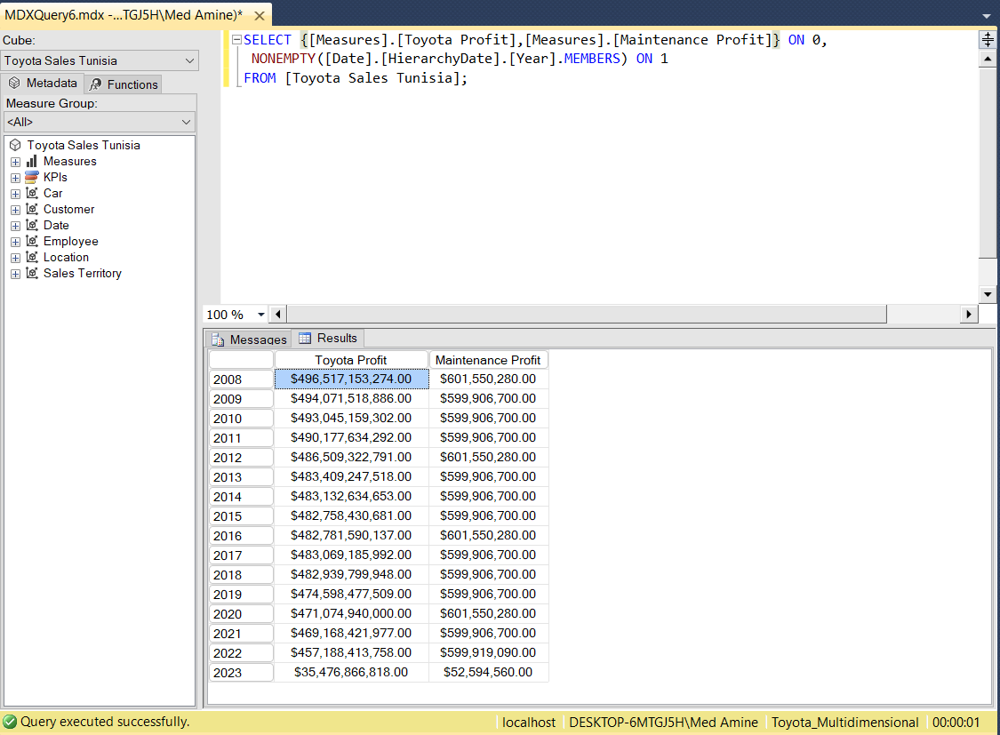 MDXQuery6.mdx -...TGJ5H\Med Amine)*
Cube:
Toyota Sales Tunisia
Metadata
Functions
Measure Group:
<All>
Toyota Sales Tunisia
Measures
KPIs
Car
Customer
Date
Employee
Location
Sales Territory
SELECT {[Measures].[Toyota Profit],[Measures].[Maintenance Profit]} ON 0,
NONEMPTY([Date].[HierarchyDate].[Year].MEMBERS) ON 1
FROM [Toyota Sales Tunisia];
100 %
Messages
Results
Toyota Profit Maintenance Profit
2008 $496,517,153,274.00 $601,550,280.00
2009 $494,071,518,886.00 $599,906,700.00
2010 $493,045,159,302.00 $599,906,700.00
2011 $490,177,634,292.00 $599,906,700.00
2012 $486,509,322,791.00 $601,550,280.00
2013 $483,409,247,518.00 $599,906,700.00
2014 $483,132,634,653.00 $599,906,700.00
2015 $482,758,430,681.00 $599,906,700.00
2016 $482,781,590,137.00 $601,550,280.00
2017 $483,069,185,992.00 $599,906,700.00
2018 $482,939,799,948.00 $599,906,700.00
2019 $474,598,477,509.00 $599,906,700.00
2020 $471,074,940,000.00 $601,550,280.00
2021 $469,168,421,977.00 $599,906,700.00
2022 $457,188,413,758.00 $599,919,090.00
2023 $35,476,866,818.00 $52,594,560.00
Query executed successfully.
localhost
DESKTOP-6MTGJ5H\Med Amine
Toyota_Multidimensional
00:00:01